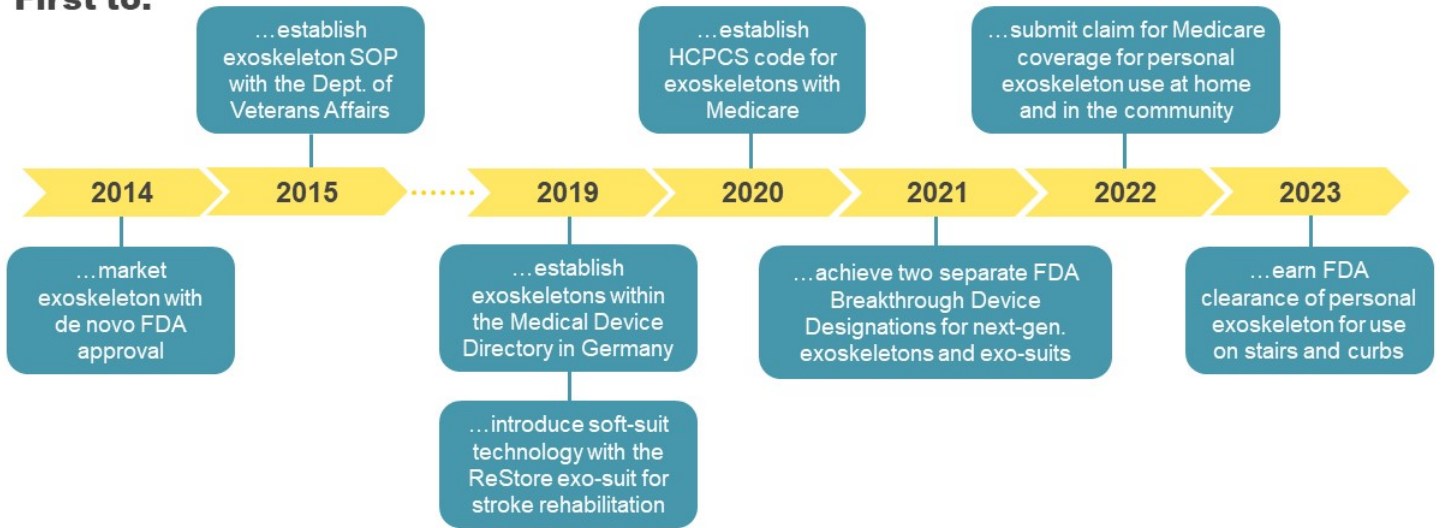 First to:
…establish
exoskeleton SOP
with the Dept. of
Veterans Affairs
…establish
HCPCS code for
exoskeletons with
Medicare
…submit claim for Medicare
coverage for personal
exoskeleton use at home
and in the community
2014
2015
2019
2020
2021
2022
2023
…market
exoskeleton with
de novo FDA
approval
…establish
exoskeletons within
the Medical Device
Directory in Germany
…introduce soft-suit
technology with the
ReStore exo-suit for
stroke rehabilitation
…achieve two separate FDA
Breakthrough Device
Designations for next-gen.
exoskeletons and exo-suits
…earn FDA
clearance of personal
exoskeleton for use
on stairs and curbs